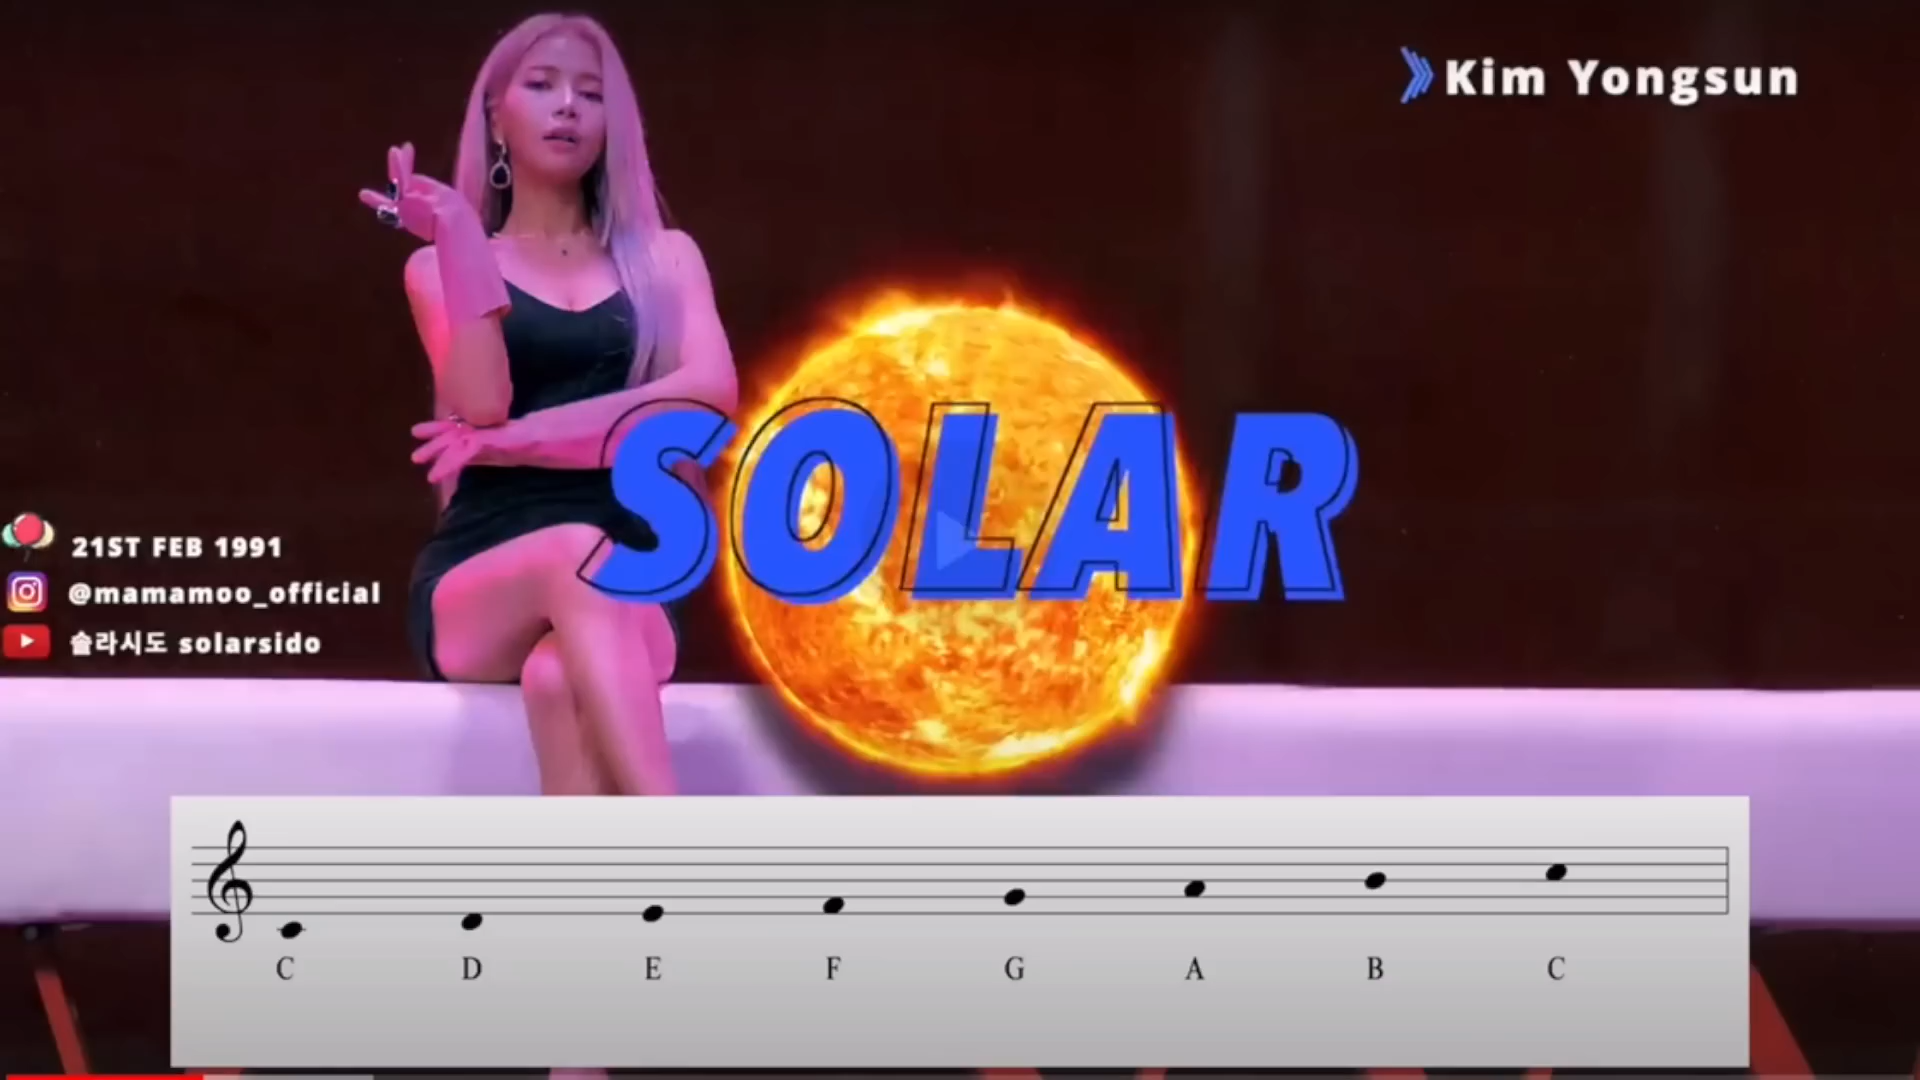 Kim Yongsun
SOLAR
21ST FEB 1991
@mamamoo_official
솔라시도 solarsido
C D E F G A B C